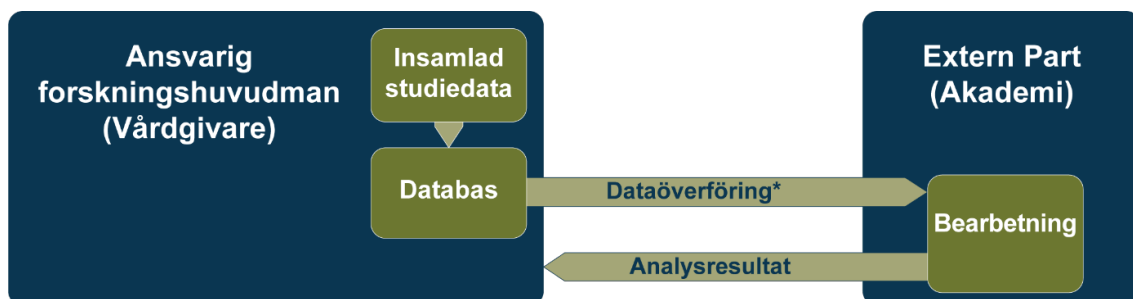 Ansvarig
forskningshuvudman
(Vårdgivare)
Insamlad
studiedata
Databas
Dataöverföring*
Analysresultat
Extern Part
(Akademi)
Bearbetning